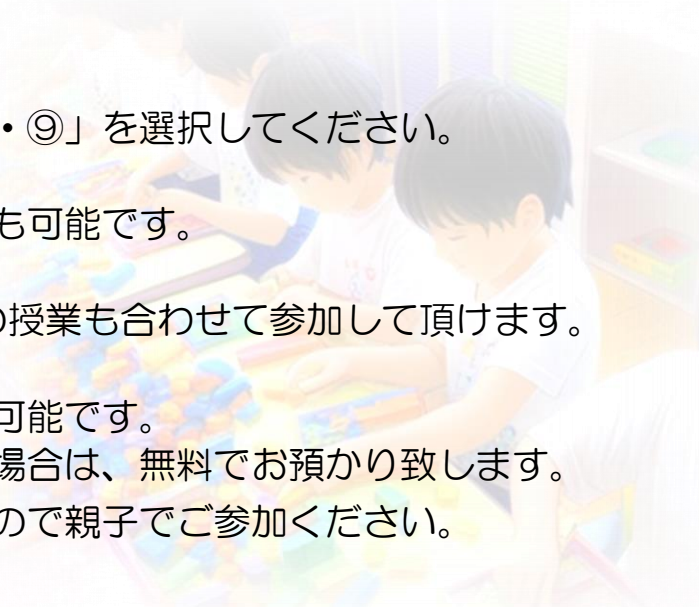 ・⑨」を選択してください。
も可能です。
の授業も合わせて参加して頂けます。
可能です。
場合は、無料でお預かり致します。
ので親子でご参加ください。